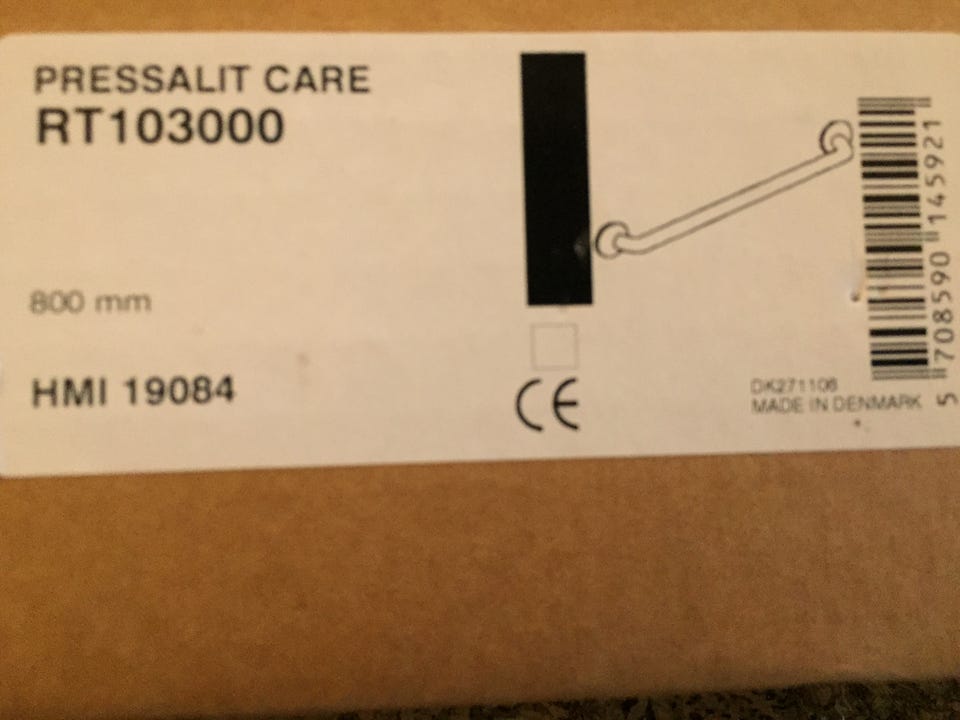 PRESSALIT CARE
RT103000
800 mm
HMI 19084
CE
DK271106
MADE IN DENMARK
5 708590 145921